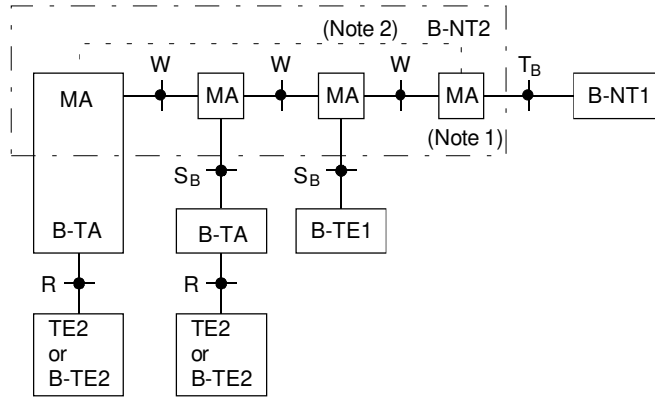 (Note 2) B-NT2
W W W T_B
MA MA MA MA B-NT1
(Note 1)
S_B S_B
B-TA B-TA B-TE1
R R
TE2 TE2
or or
B-TE2 B-TE2